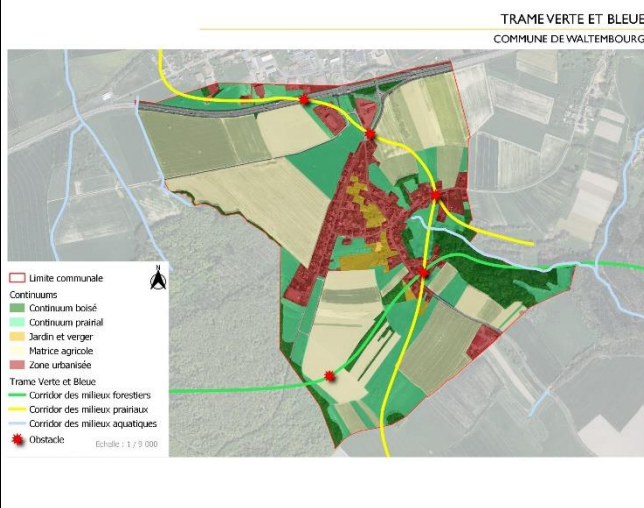 TRAME VERTE ET BLEUE
COMMUNE DE WALTEMBOURG
Limite communale
N
Continuums
Continuum boisé
Continuum prairial
Jardin et verger
Matrice agricole
Zone urbanisée
Trame Verte et Bleue
Corridor des milieux forestiers
Corridor des milieux prairiaux
Corridor des milieux aquatiques
Obstacle
Echelle : 1 / 9 000